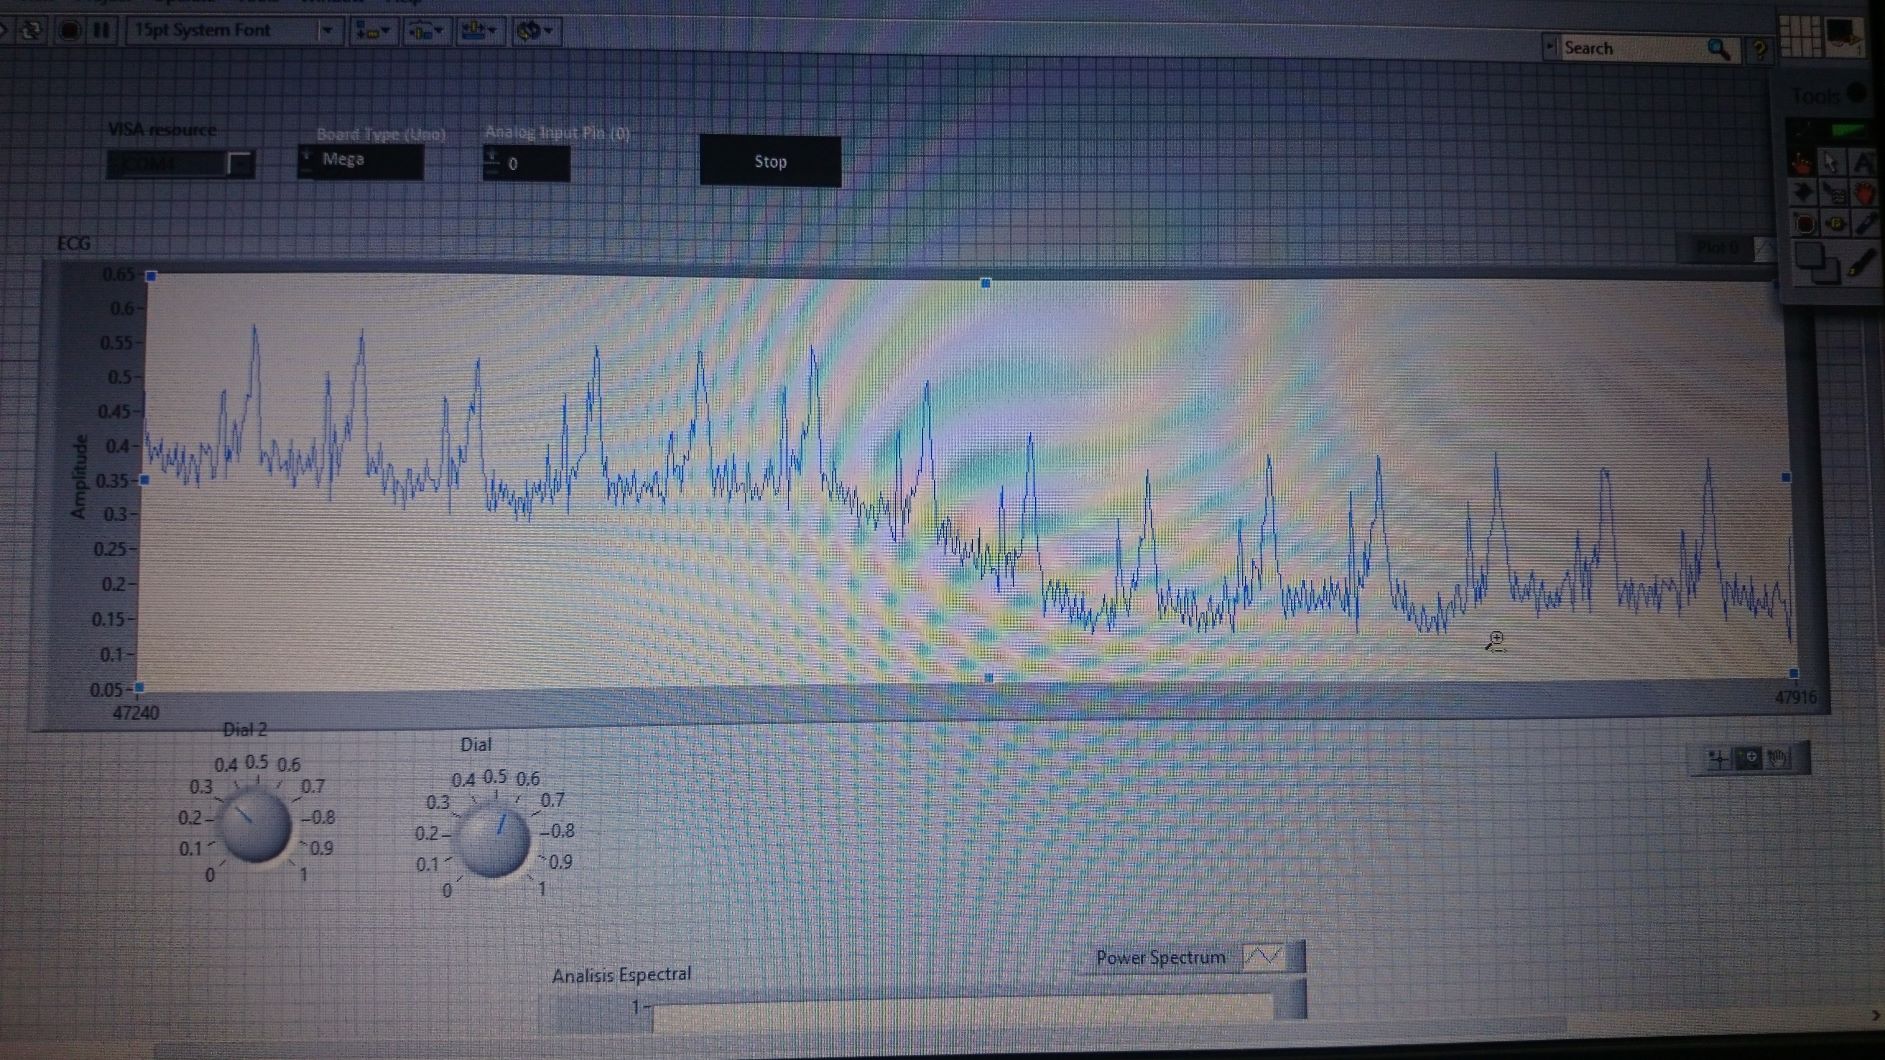 15pt System Font
Search
?
Tools
VISA resource
Board Type (Uno)
Analog Input Pin (0)
COM4
Mega
0
Stop
ECG
Plot 0
Amplitude
0.65
0.6
0.55
0.5
0.45
0.4
0.35
0.3
0.25
0.2
0.15
0.1
0.05
47240
47916
Dial 2
0
0.1
0.2
0.3
0.4
0.5
0.6
0.7
0.8
0.9
1
Dial
0
0.1
0.2
0.3
0.4
0.5
0.6
0.7
0.8
0.9
1
Power Spectrum
Analisis Espectral
1